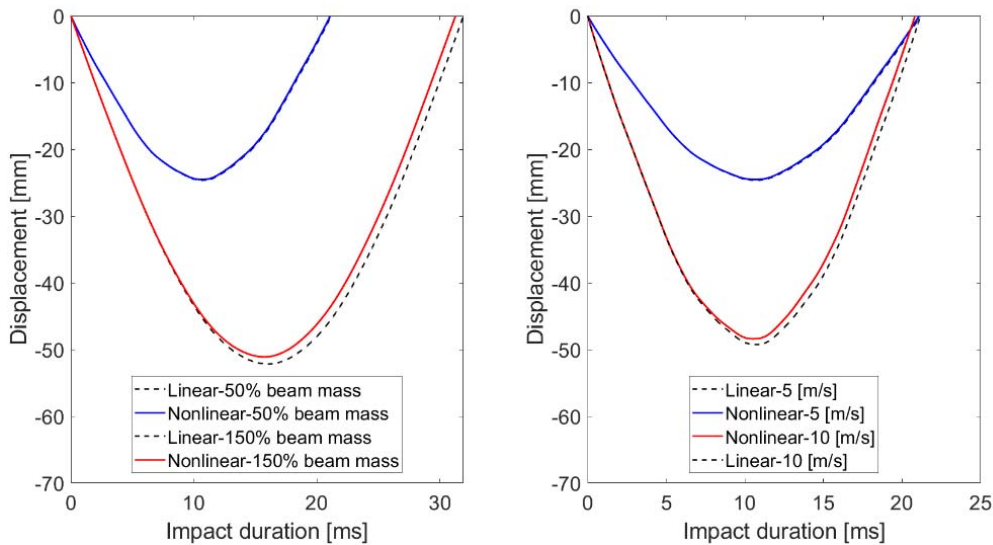 0
-10
-20
-30
-40
-50
-60
-70
Displacement [mm]
0
10
20
30
Impact duration [ms]
Linear-50% beam mass
Nonlinear-50% beam mass
Linear-150% beam mass
Nonlinear-150% beam mass
0
-10
-20
-30
-40
-50
-60
-70
Displacement [mm]
0
5
10
15
20
25
Impact duration [ms]
Linear-5 [m/s]
Nonlinear-5 [m/s]
Nonlinear-10 [m/s]
Linear-10 [m/s]